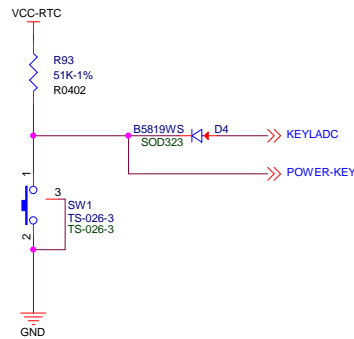 VCC-RTC
R93
51K-1%
R0402
B5819WS D4
SOD323
KEYLADC
POWER-KEY
1
3
SW1
TS-026-3
TS-026-3
2
GND